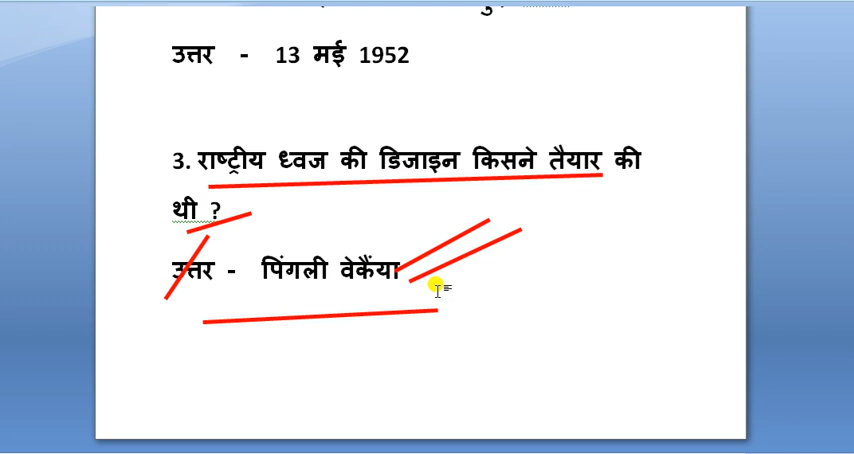 उत्तर - 13 मई 1952
3. राष्ट्रीय ध्वज की डिजाइन किसने तैयार की
थी ?
उत्तर - पिंगली वेकैंया